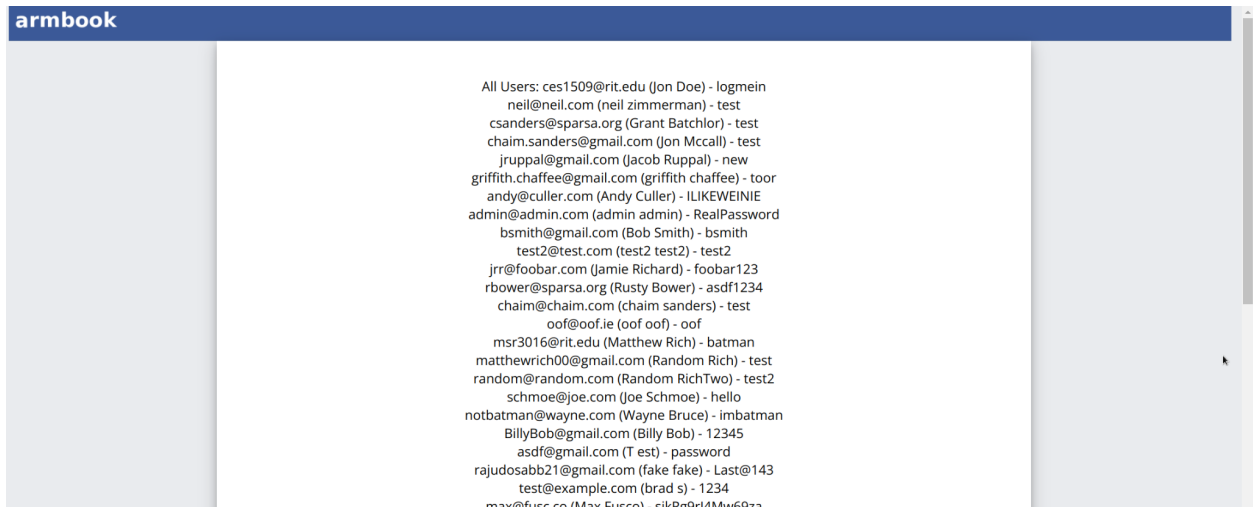 armbook
All Users: ces1509@rit.edu (Jon Doe) - logmein
neil@neil.com (neil zimmerman) - test
csanders@sparsa.org (Grant Batchlor) - test
chaim.sanders@gmail.com (Jon Mccall) - test
jruppal@gmail.com (Jacob Ruppal) - new
griffith.chaffee@gmail.com (griffith chaffee) - toor
andy@culler.com (Andy Culler) - ILIKEWEINIE
admin@admin.com (admin admin) - RealPassword
bsmith@gmail.com (Bob Smith) - bsmith
test2@test.com (test2 test2) - test2
jrr@foobar.com (Jamie Richard) - foobar123
rbower@sparsa.org (Rusty Bower) - asdf1234
chaim@chaim.com (chaim sanders) - test
oof@oof.ie (oof oof) - oof
msr3016@rit.edu (Matthew Rich) - batman
matthewrich00@gmail.com (Random Rich) - test
random@random.com (Random RichTwo) - test2
schmoe@joe.com (Joe Schmoe) - hello
notbatman@wayne.com (Wayne Bruce) - imbatman
BillyBob@gmail.com (Billy Bob) - 12345
asdf@gmail.com (T est) - password
rajudosabb21@gmail.com (fake fake) - Last@143
test@example.com (brad s) - 1234
max@fusc.co (Max Fusco) -